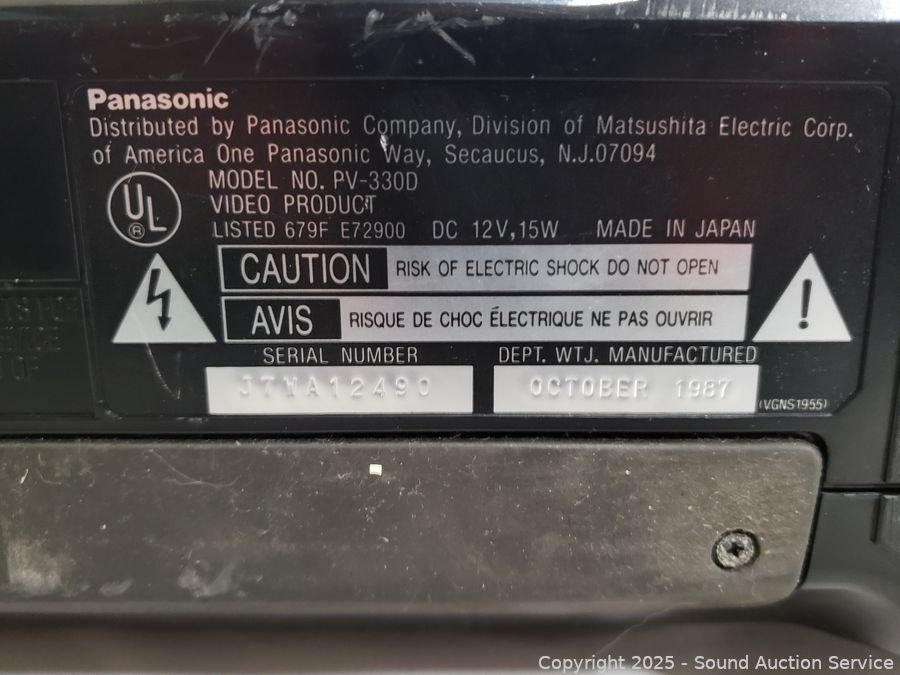 Panasonic
Distributed by Panasonic Company, Division of Matsushita Electric Corp.
of America One Panasonic Way, Secaucus, N.J.07094
MODEL NO. PV-330D
VIDEO PRODUCT
UL
®
LISTED 679F E72900 DC 12V,15W MADE IN JAPAN
CAUTION RISK OF ELECTRIC SHOCK DO NOT OPEN
AVIS RISQUE DE CHOC ÉLECTRIQUE NE PAS OUVRIR
!
SERIAL NUMBER DEPT. WTJ. MANUFACTURED
OCTOBER 1987
(VGNS1955)
FOR
OF
Copyright © 2025 - Sound Auction Service